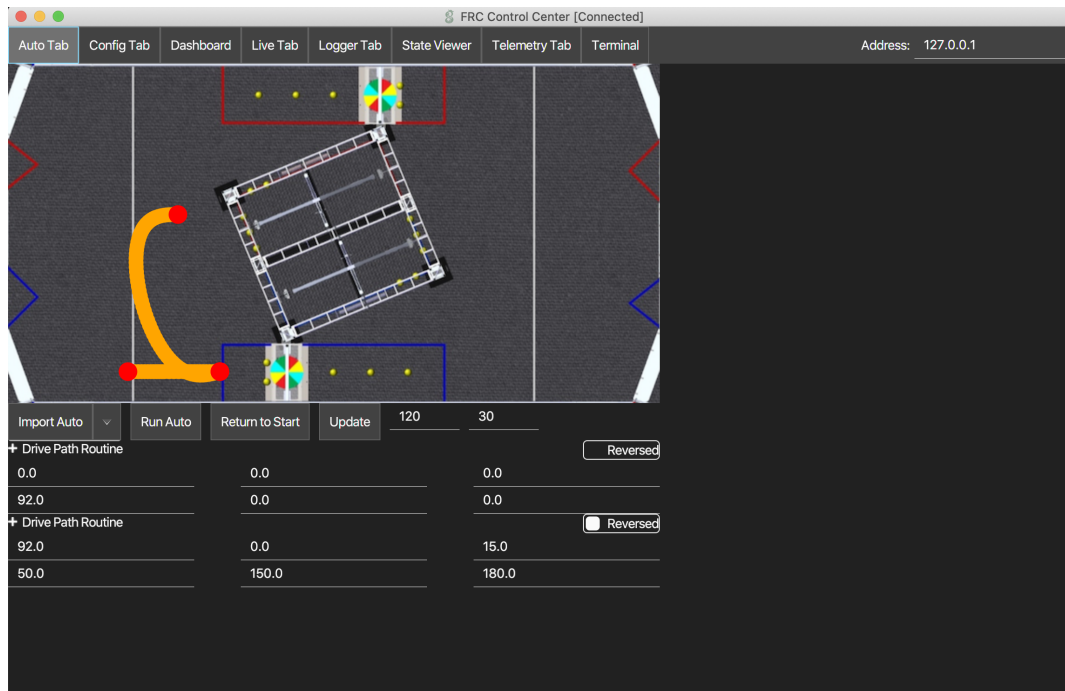 FRC Control Center [Connected]
Auto Tab Config Tab Dashboard Live Tab Logger Tab State Viewer Telemetry Tab Terminal Address: 127.0.0.1
Import Auto Run Auto Return to Start Update 120 30
Drive Path Routine Reversed
0.0 0.0 0.0
92.0 0.0 0.0
Drive Path Routine Reversed
92.0 0.0 15.0
50.0 150.0 180.0